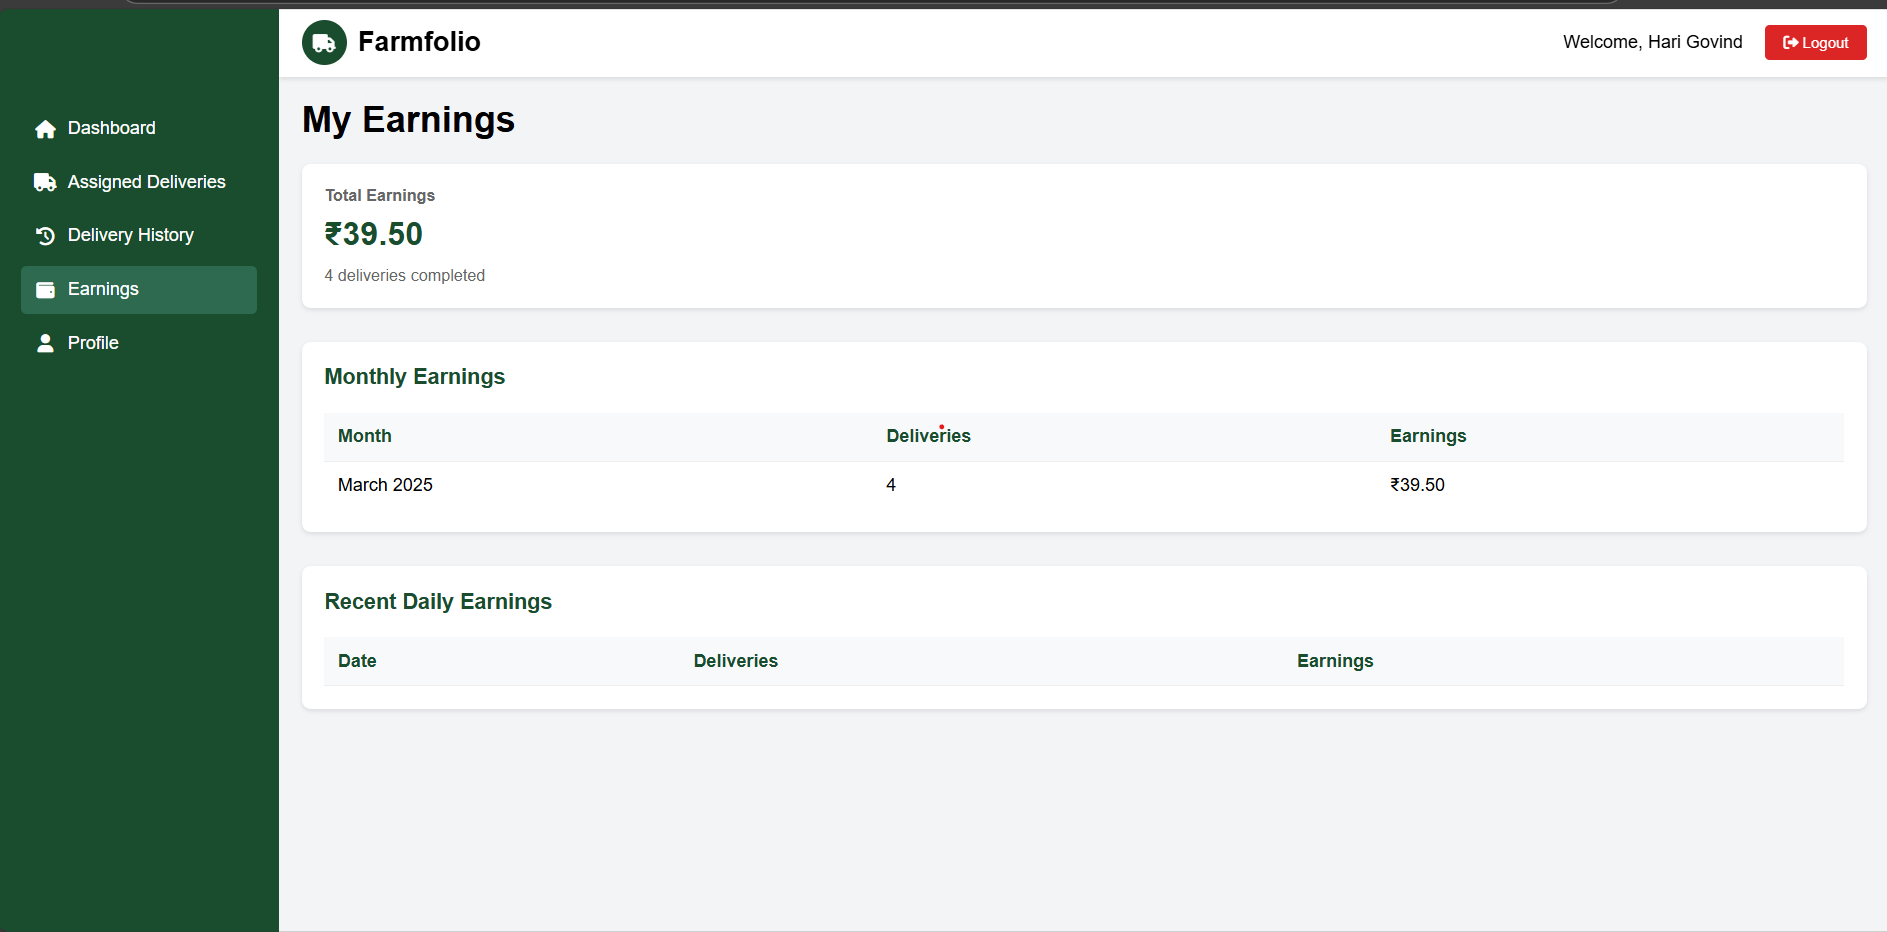 Farmfolio
Welcome, Hari Govind
Logout
Dashboard
Assigned Deliveries
Delivery History
Earnings
Profile
My Earnings
Total Earnings
₹39.50
4 deliveries completed
Monthly Earnings
Month Deliveries Earnings
March 2025 4 ₹39.50
Recent Daily Earnings
Date Deliveries Earnings